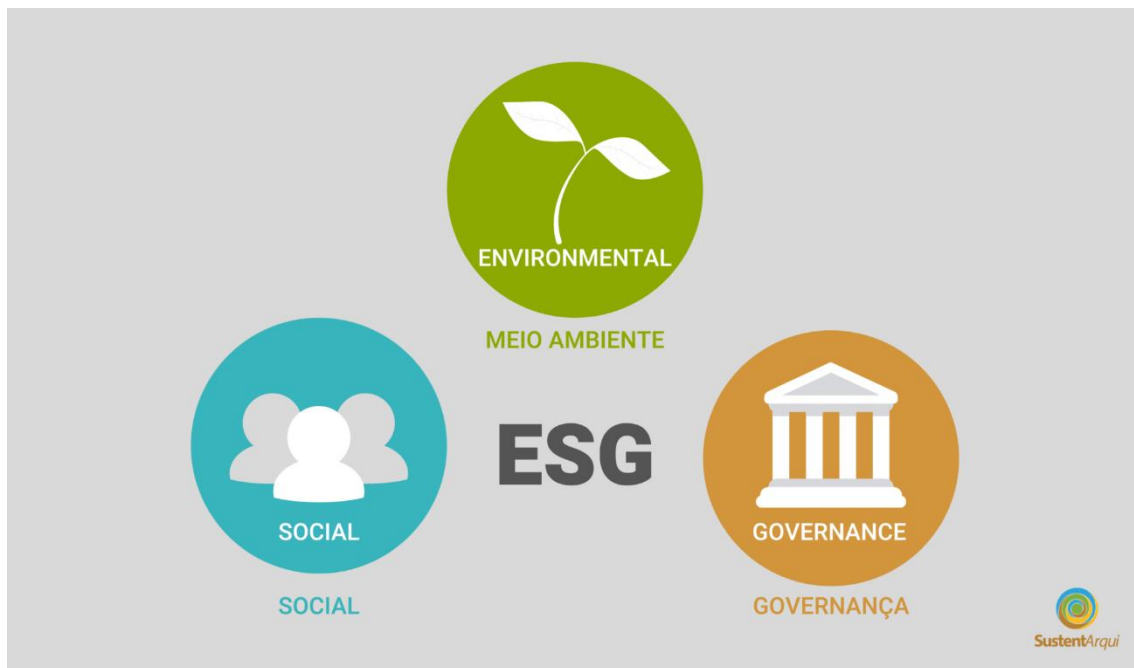 ENVIRONMENTAL
MEIO AMBIENTE
ESG
SOCIAL
SOCIAL
GOVERNANCE
GOVERNANÇA
SustentArqui